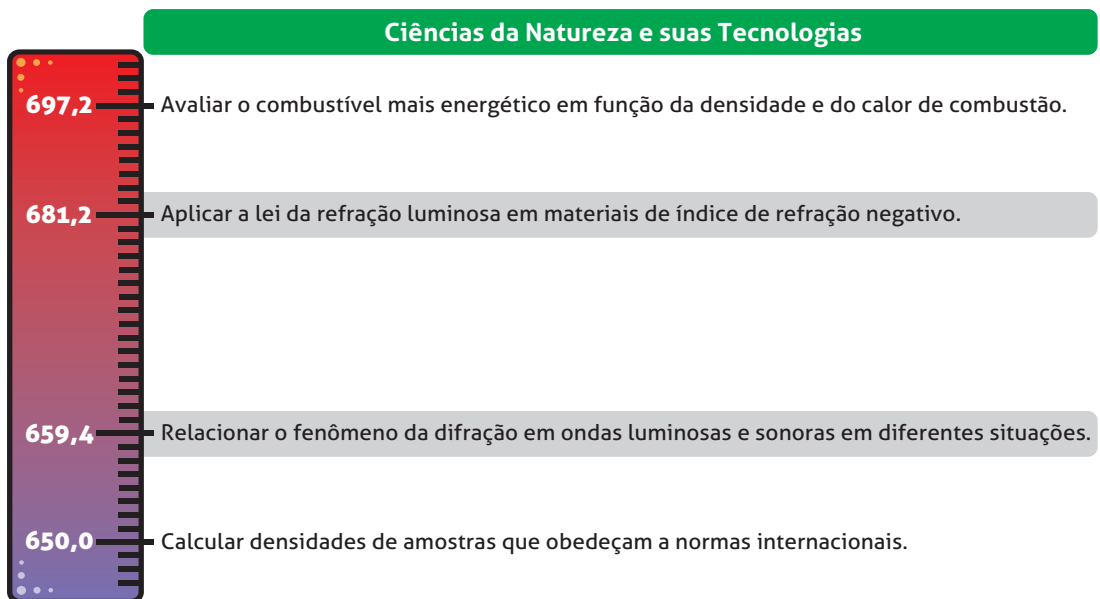 Ciências da Natureza e suas Tecnologias
697,2 Avaliar o combustível mais energético em função da densidade e do calor de combustão.
681,2 Aplicar a lei da refração luminosa em materiais de índice de refração negativo.
659,4 Relacionar o fenômeno da difração em ondas luminosas e sonoras em diferentes situações.
650,0 Calcular densidades de amostras que obedeçam a normas internacionais.